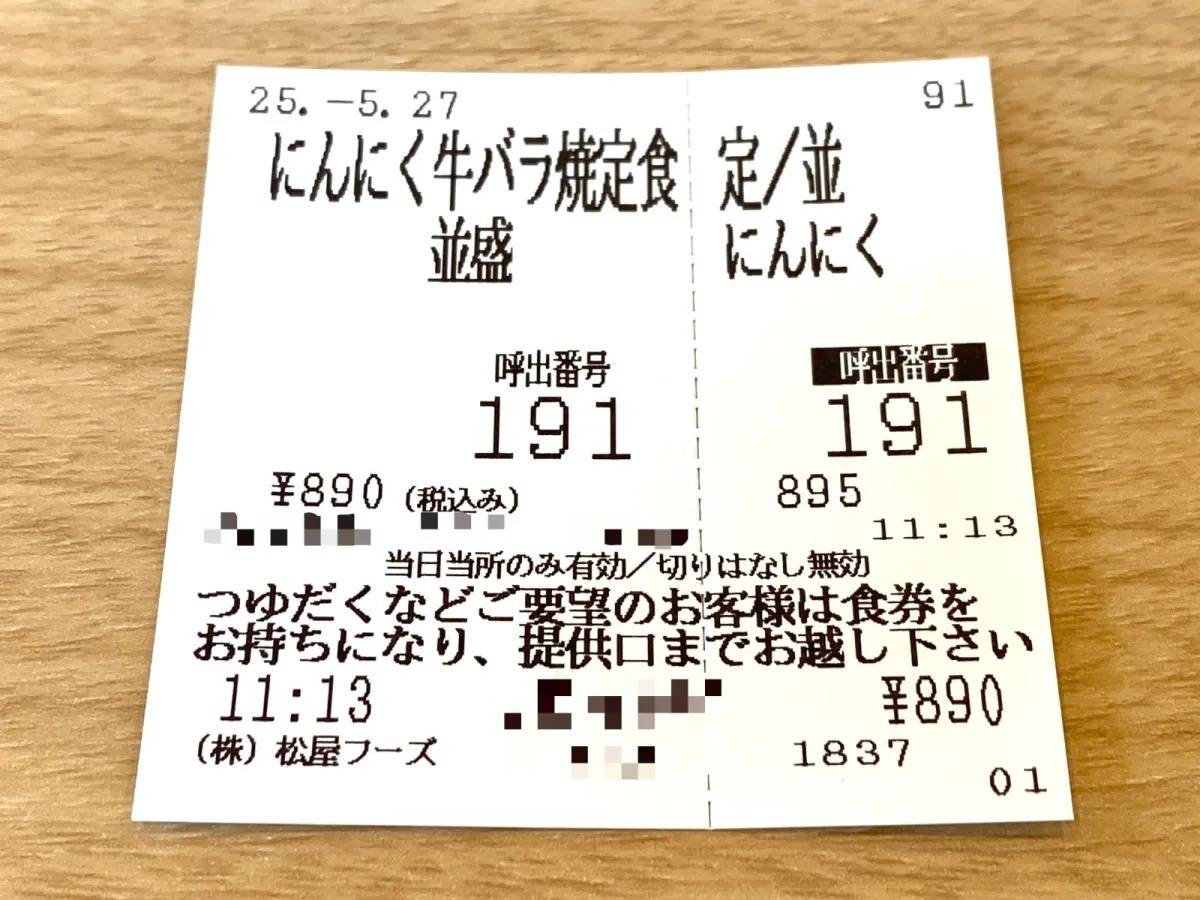 25.-5.27 91
にんにく牛バラ焼定食 定/並
並盛 にんにく
呼出番号 呼出番号
191 191
¥890 (税込み) 895
11:13
当日当所のみ有効/切りはなし無効
つゆだくなどご要望のお客様は食券を
お持ちになり、提供口までお越し下さい
11:13 ¥890
(株)松屋フーズ 1837
01